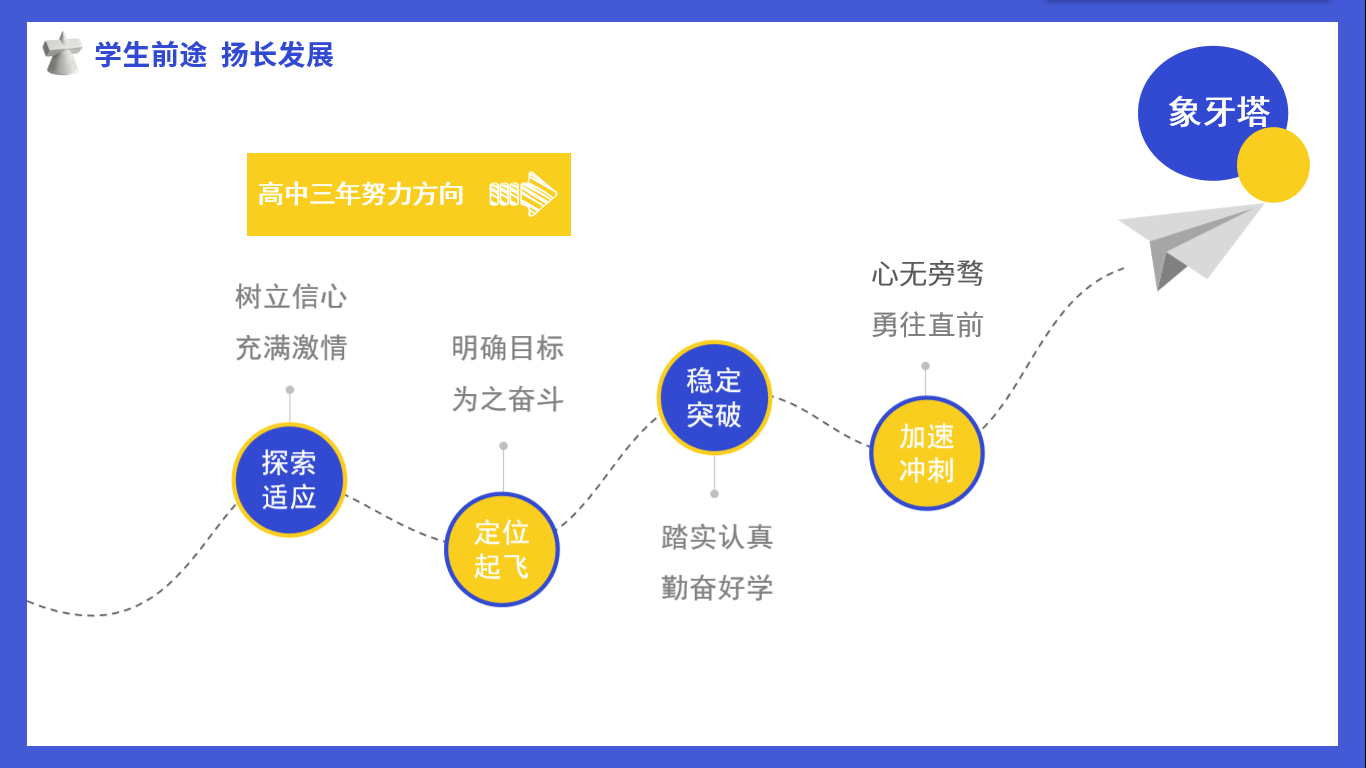 学生前途 扬长发展
象牙塔
高中三年努力方向
树立信心
充满激情
探索
适应
明确目标
为之奋斗
定位
起飞
稳定
突破
踏实认真
勤奋好学
心无旁骛
勇往直前
加速
冲刺